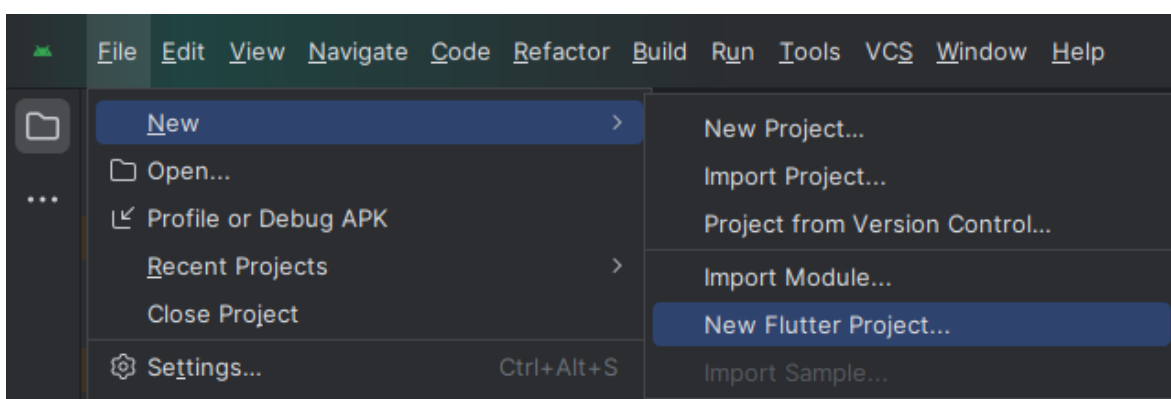 File Edit View Navigate Code Refactor Build Run Tools VCS Window Help
New
Open...
Profile or Debug APK
Recent Projects
Close Project
Settings... Ctrl+Alt+S
New Project...
Import Project...
Project from Version Control...
Import Module...
New Flutter Project...
Import Sample...